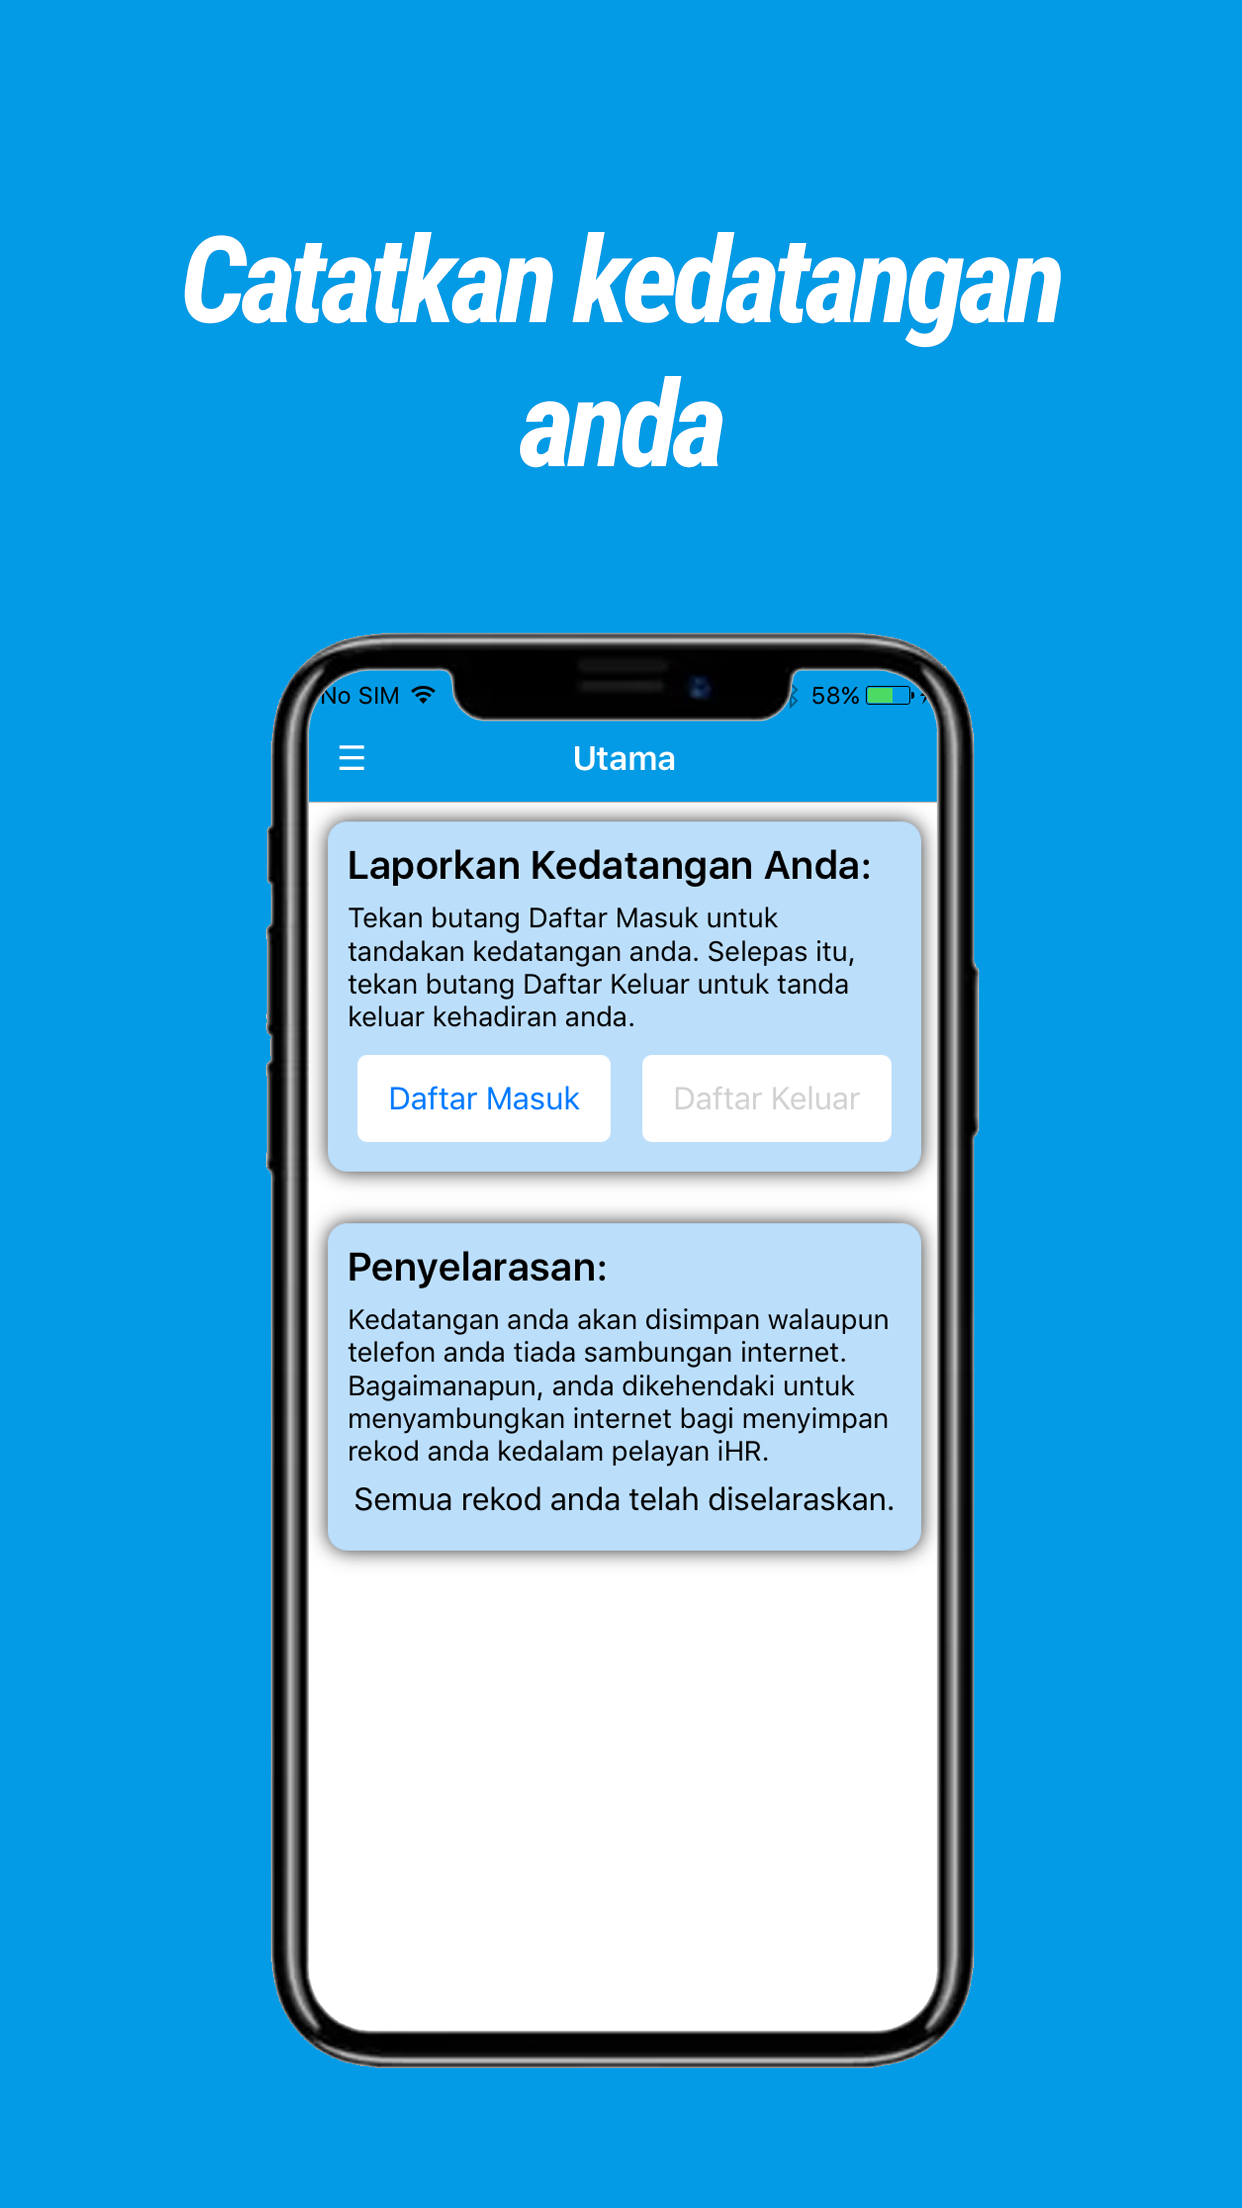 Catatkan kedatangan
anda
No SIM
58%
Utama
Laporkan Kedatangan Anda:
Tekan butang Daftar Masuk untuk
tandakan kedatangan anda. Selepas itu,
tekan butang Daftar Keluar untuk tanda
keluar kehadiran anda.
Daftar Masuk
Daftar Keluar
Penyelarasan:
Kedatangan anda akan disimpan walaupun
telefon anda tiada sambungan internet.
Bagaimanapun, anda dikehendaki untuk
menyambungkan internet bagi menyimpan
rekod anda kedalam pelayan iHR.
Semua rekod anda telah diselaraskan.